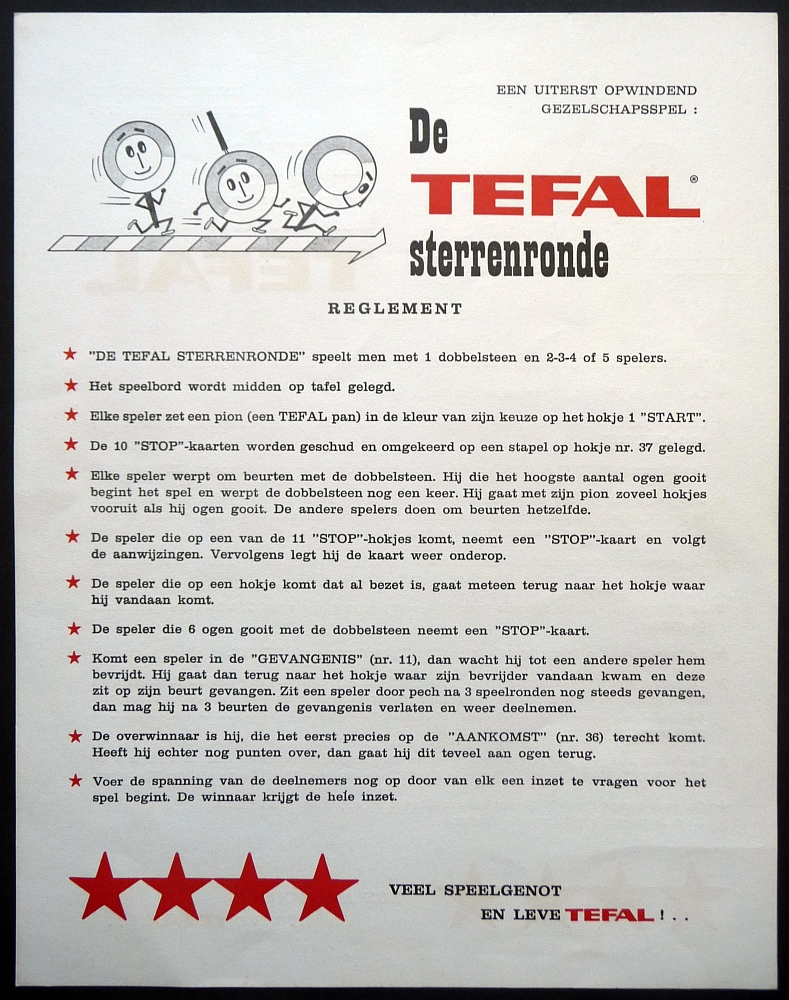 EEN UITERST OPWINDEND
GEZELSCHAPSSPEL :
De
TEFAL®
sterrenronde
REGLEMENT
★ "DE TEFAL STERRENRONDE" speelt men met 1 dobbelsteen en 2-3-4 of 5 spelers.
★ Het speelbord wordt midden op tafel gelegd.
★ Elke speler zet een pion (een TEFAL pan) in de kleur van zijn keuze op het hokje 1 "START".
★ De 10 "STOP"-kaarten worden geschud en omgekeerd op een stapel op hokje nr. 37 gelegd.
★ Elke speler werpt om beurten met de dobbelsteen. Hij die het hoogste aantal ogen gooit
begint het spel en werpt de dobbelsteen nog een keer. Hij gaat met zijn pion zoveel hokjes
vooruit als hij ogen gooit. De andere spelers doen om beurten hetzelfde.
★ De speler die op een van de 11 "STOP"-hokjes komt, neemt een "STOP"-kaart en volgt
de aanwijzingen. Vervolgens legt hij de kaart weer onderop.
★ De speler die op een hokje komt dat al bezet is, gaat meteen terug naar het hokje waar
hij vandaan komt.
★ De speler die 6 ogen gooit met de dobbelsteen neemt een "STOP"-kaart.
★ Komt een speler in de "GEVANGENIS" (nr. 11), dan wacht hij tot een andere speler hem
bevrijdt. Hij gaat dan terug naar het hokje waar zijn bevrijder vandaan kwam en deze
zit op zijn beurt gevangen. Zit een speler door pech na 3 speelronden nog steeds gevangen,
dan mag hij na 3 beurten de gevangenis verlaten en weer deelnemen.
★ De overwinnaar is hij, die het eerst precies op de "AANKOMST" (nr. 36) terecht komt.
Heeft hij echter nog punten over, dan gaat hij dit teveel aan ogen terug.
★ Voer de spanning van de deelnemers nog op door van elk een inzet te vragen voor het
spel begint. De winnaar krijgt de hele inzet.
VEEL SPEELGENOT
EN LEVE TEFAL ! . .